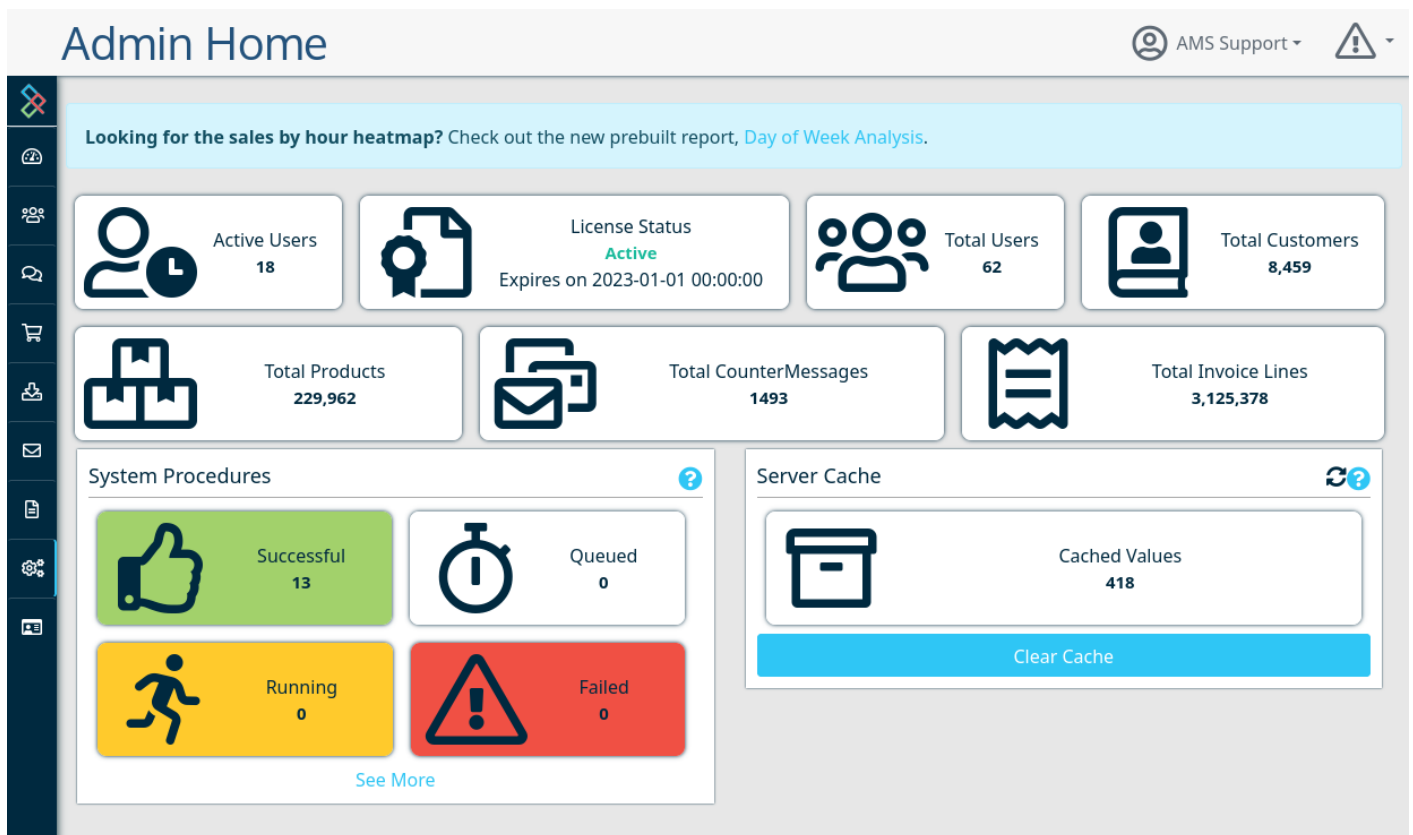 Admin Home
AMS Support
Looking for the sales by hour heatmap? Check out the new prebuilt report, Day of Week Analysis.
Active Users
18
License Status
Active
Expires on 2023-01-01 00:00:00
Total Users
62
Total Customers
8,459
Total Products
229,962
Total CounterMessages
1493
Total Invoice Lines
3,125,378
System Procedures
Successful
13
Queued
0
Running
0
Failed
0
See More
Server Cache
Cached Values
418
Clear Cache